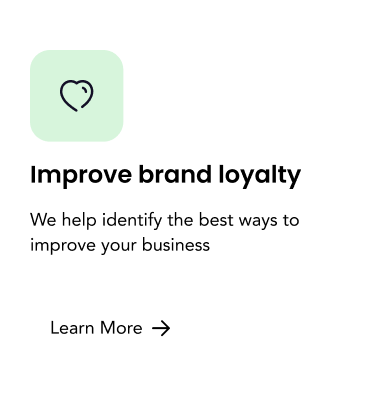 Improve brand loyalty
We help identify the best ways to
improve your business
Learn More